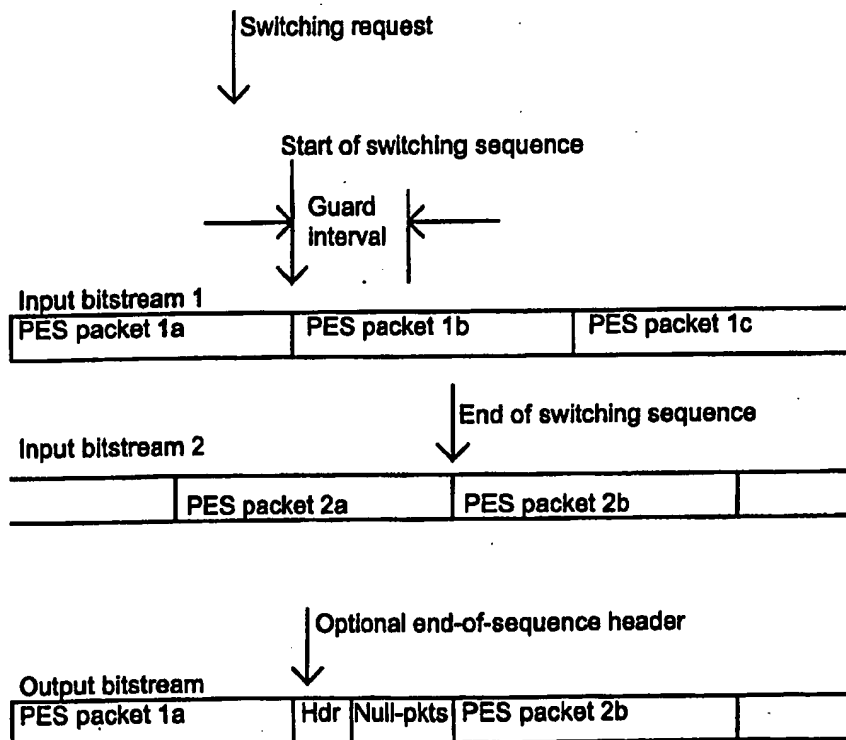 Switching request
Start of switching sequence
Guard
interval
Input bitstream 1
PES packet 1a
PES packet 1b
PES packet 1c
End of switching sequence
Input bitstream 2
PES packet 2a
PES packet 2b
Optional end-of-sequence header
Output bitstream
PES packet 1a
Hdr
Null-pkts
PES packet 2b